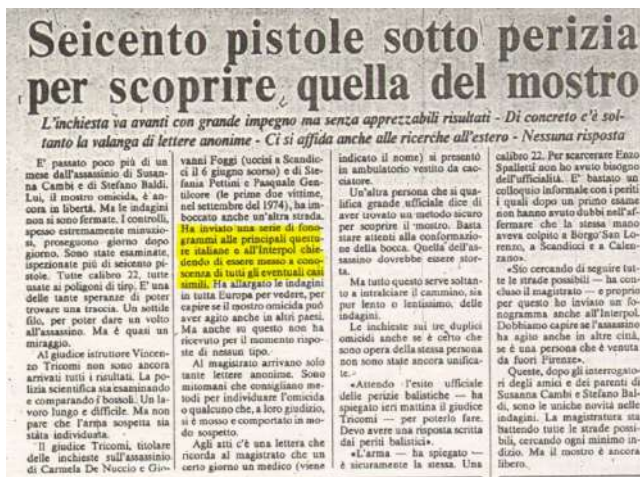 Seicento pistole sotto perizia
per scoprire quella del mostro
L'inchiesta va avanti con grande impegno ma senza apprezzabili risultati - Di concreto c'è sol-
tanto la valanga di lettere anonime - Ci si affida anche alle ricerche all'estero - Nessuna risposta
E' passato poco più di un
mese dall'assassinio di Susan-
na Cambi e di Stefano Baldi.
Lui, il mostro omicida, è an-
cora in libertà. Ma le indagini
non si sono fermate. I controlli,
spesso estremamente minuzio-
si, proseguono giorno dopo
giorno. Sono state esaminate,
ispezionate più di seicento pi-
stole. Tutte calibro 22, tutte
usate ai poligoni di tiro. E' una
delle tante speranze di poter
trovare una traccia. Un sottile
filo, per poter dare un volto
all'assassino. Ma è quasi un
miraggio.
Al giudice istruttore Vincen-
zo Tricomi non sono ancora
arrivati tutti i risultati. La po-
lizia scientifica sta esaminando
e comparando i bossoli. Un la-
voro lungo e difficile. Ma non
pare che l'arma sospetta sia
stata individuata.
Il giudice Tricomi, titolare
delle inchieste sull'assassinio
di Carmela De Nuccio e Gio-
vanni Foggi (uccisi a Scandic-
ci il 6 giugno scorso) e di Ste-
fania Pettini e Pasquale Gen-
tilcore (le prime due vittime,
nel settembre del 1974), ha im-
boccato anche un'altra strada.
Ha inviato una serie di fono-
grammi alle principali questu-
re italiane e all'Interpol chie-
dendo di essere messo a cono-
scenza di tutti gli eventuali casi
simili. Ha allargato le indagini
in tutta Europa per vedere, per
capire se il mostro omicida può
aver agito anche in altri paesi.
Ma anche su questo non ha
ricevuto per il momento rispo-
ste di nessun tipo.
Al magistrato arrivano solo
tante lettere anonime. Sono
mitomani che consigliano me-
todi per individuare l'omicida
o qualcuno che, a loro giudizio,
si è mosso e comportato in mo-
do sospetto.
Agli atti c'è una lettera che
ricorda al magistrato che un
certo giorno un medico (viene
indicato il nome) si presentò
in ambulatorio vestito da cac-
ciatore.
Un'altra persona che si qua-
lifica grande ufficiale dice di
aver trovato un metodo sicuro
per scoprire il mostro. Basta
stare attenti alla conformazio-
ne della bocca. Quella dell'as-
sassino dovrebbe essere stor-
ta.
Ma tutto questo serve soltan-
to a intralciare il cammino, sia
pur lento o lentissimo, delle
indagini.
Le inchieste sui tre duplici
omicidi anche se è certo che
sono opera della stessa persona
non sono state ancora unifica-
te.
«Attendo l'esito ufficiale
delle perizie balistiche — ha
spiegato ieri mattina il giudice
Tricomi — per poterlo fare.
Devo avere una risposta scritta
dai periti balistici».
«L'arma — ha spiegato —
è sicuramente la stessa. Una
calibro 22. Per scarcerare Enzo
Spalletti non ho avuto bisogno
dell'ufficialità. E' bastato un
colloquio informale con i periti
i quali dopo un primo esame
non hanno avuto dubbi nell'af-
fermare che la stessa mano
aveva colpito a Borgo San Lo-
renzo, a Scandicci e a Calen-
zano».
«Sto cercando di seguire tut-
te le strade possibili — ha con-
cluso il magistrato — e proprio
per questo ho inviato un fo-
nogramma anche all'Interpol.
Dobbiamo capire se l'assassino
ha agito anche in altre città,
se è una persona che è venuta
da fuori Firenze».
Queste, dopo gli interrogato-
ri degli amici e dei parenti di
Susanna Cambi e Stefano Bal-
di, sono le uniche novità nelle
indagini. La magistratura sta
battendo tutte le strade possi-
bili, cercando ogni minimo in-
dizio. Ma il mostro è ancora
libero.